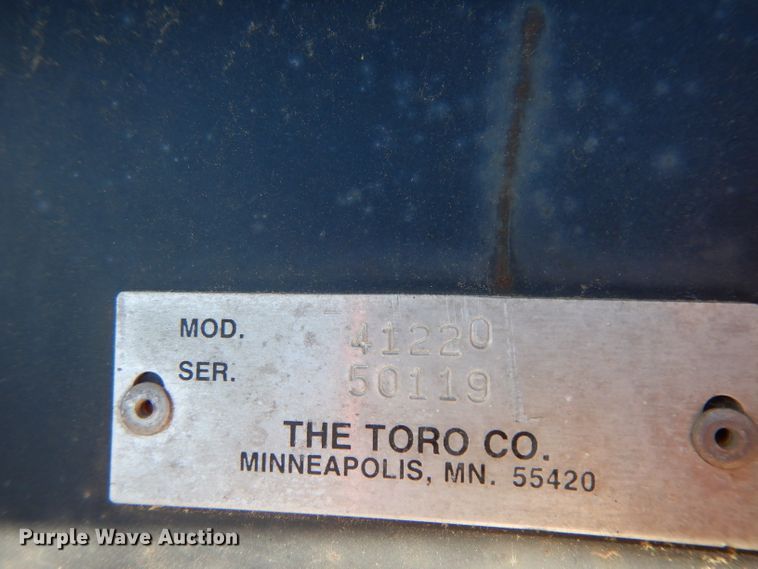 MOD. 41220
SER. 50119
THE TORO CO.
MINNEAPOLIS, MN. 55420
Purple Wave Auction